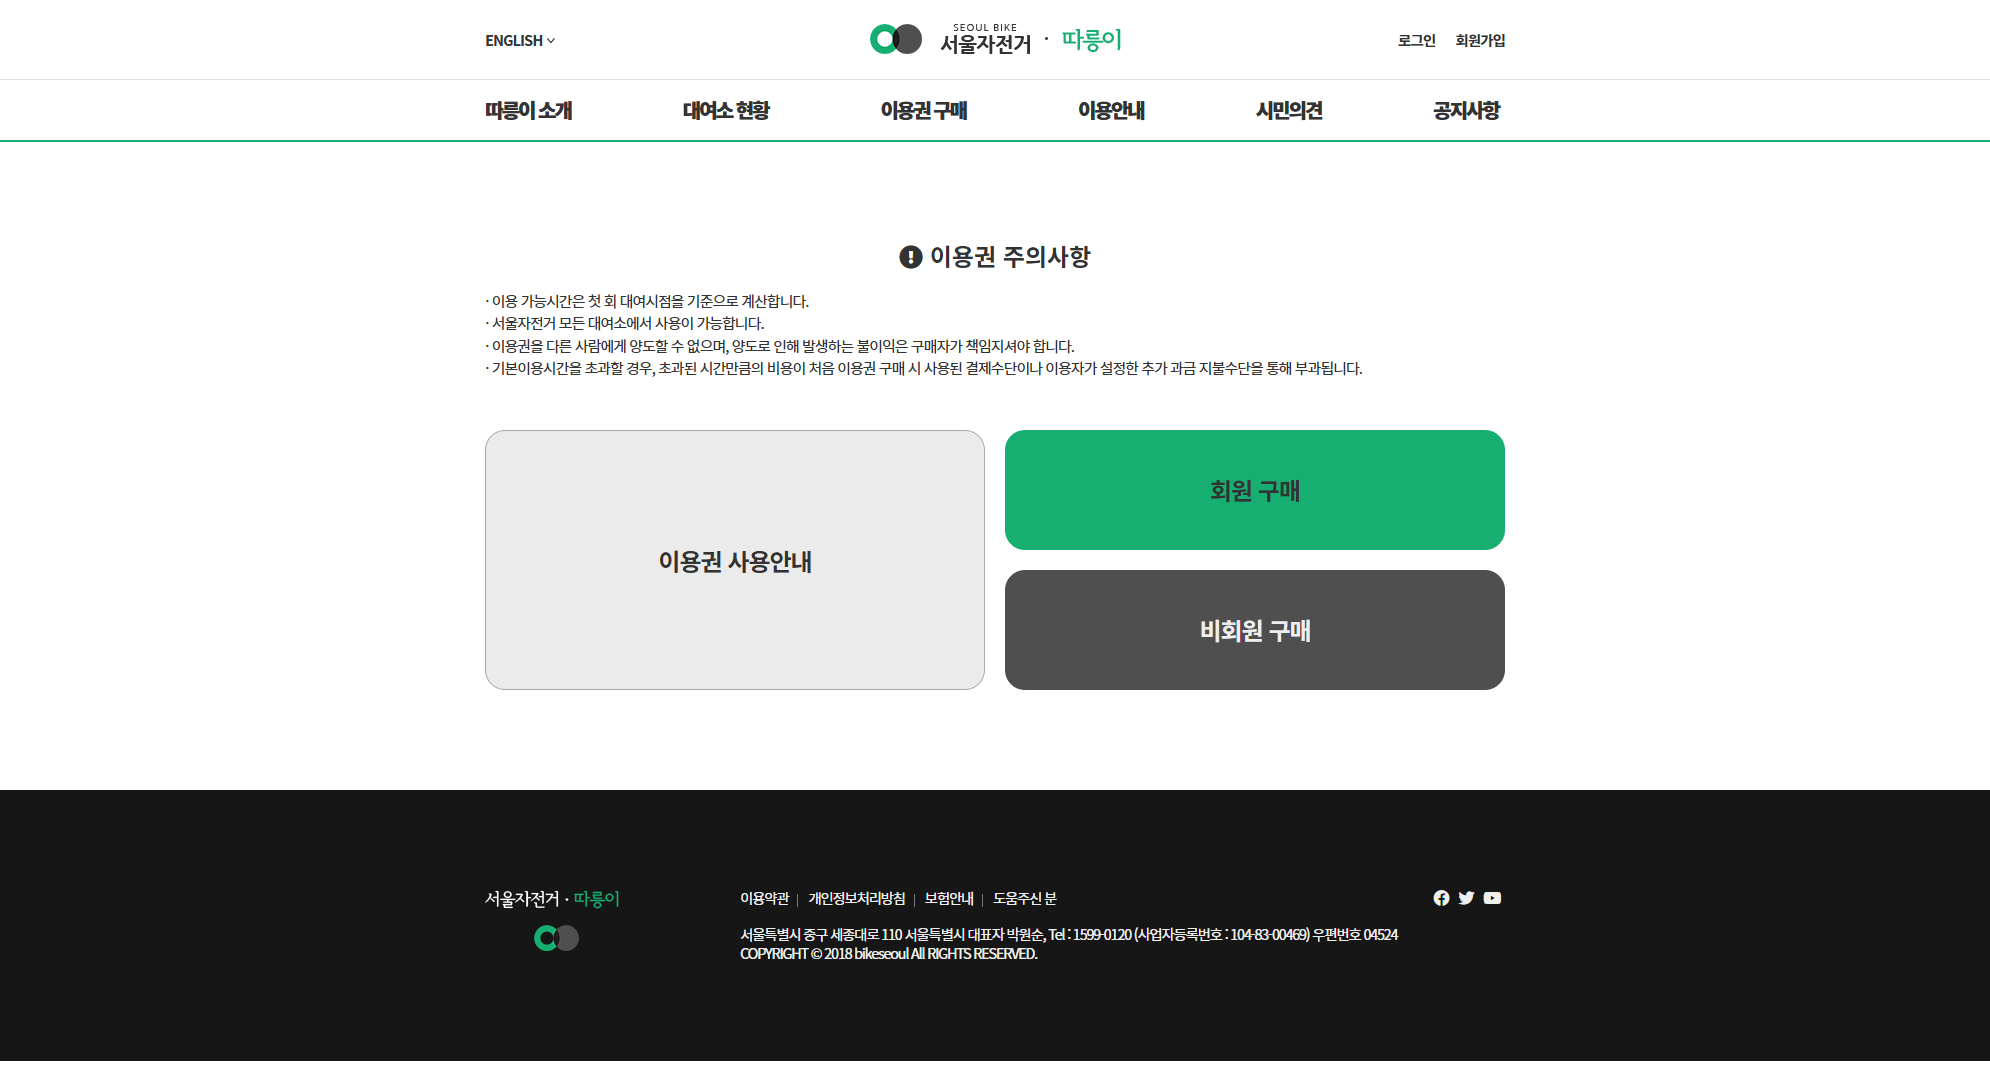 ENGLISH
SEOUL BIKE
서울자전거 · 따릉이
로그인 회원가입
따릉이 소개 대여소 현황 이용권 구매 이용안내 시민의견 공지사항
이용권 주의사항
· 이용 가능시간은 첫 회 대여시점을 기준으로 계산합니다.
· 서울자전거 모든 대여소에서 사용이 가능합니다.
· 이용권을 다른 사람에게 양도할 수 없으며, 양도로 인해 발생하는 불이익은 구매자가 책임지셔야 합니다.
· 기본이용시간을 초과할 경우, 초과된 시간만큼의 비용이 처음 이용권 구매 시 사용된 결제수단이나 이용자가 설정한 추가 과금 지불수단을 통해 부과됩니다.
이용권 사용안내
회원 구매
비회원 구매
서울자전거 · 따릉이
이용약관 | 개인정보처리방침 | 보험안내 | 도움주신 분
서울특별시 중구 세종대로 110 서울특별시 대표자 박원순, Tel : 1599-0120 (사업자등록번호 : 104-83-00469) 우편번호 04524
COPYRIGHT © 2018 bikeseoul All RIGHTS RESERVED.